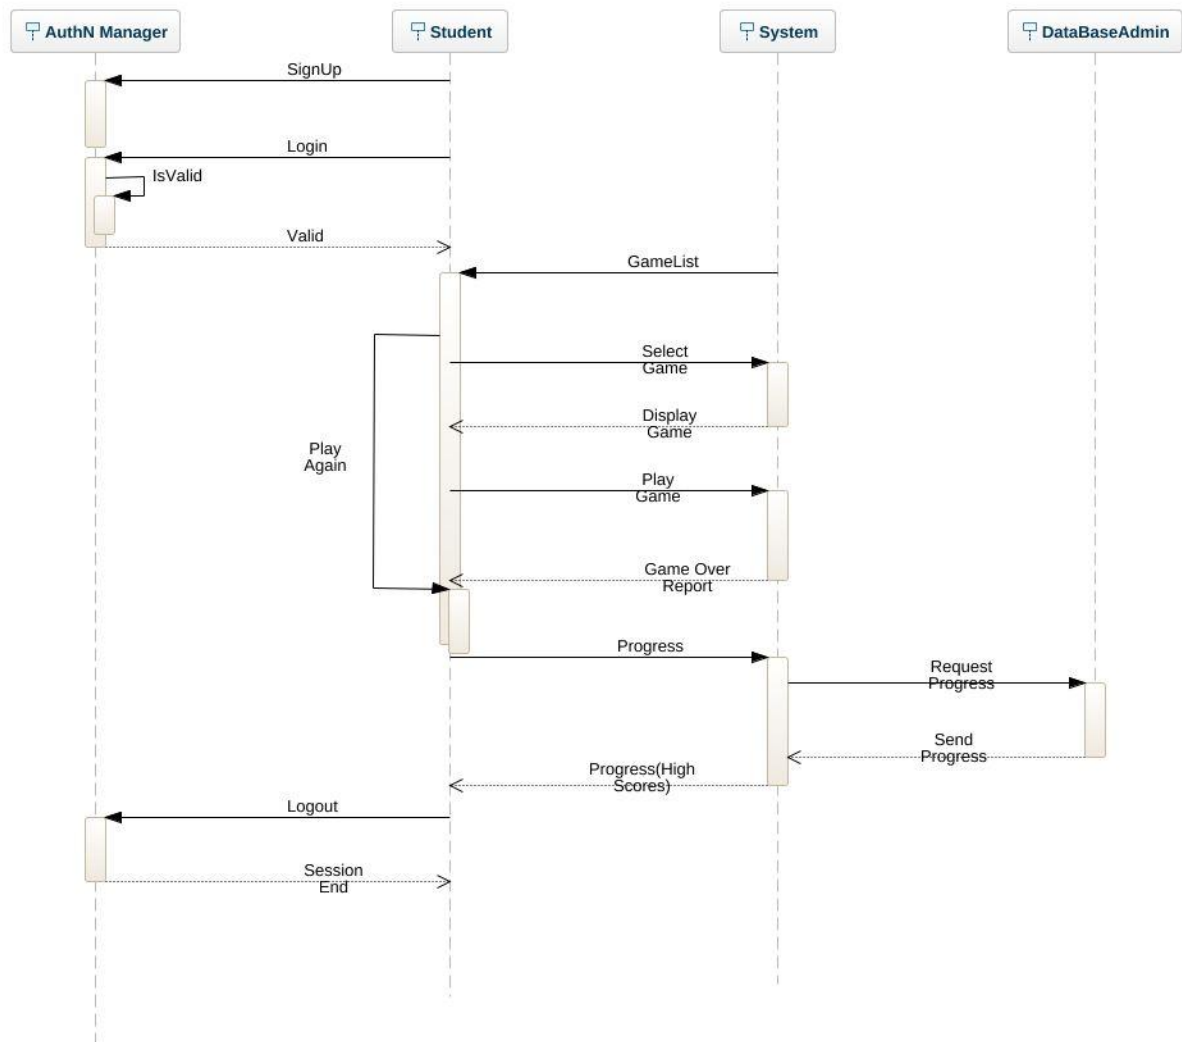 AuthN Manager
Student
System
DataBaseAdmin
SignUp
Login
IsValid
Valid
GameList
Select
Game
Display
Game
Play
Again
Play
Game
Game Over
Report
Progress
Request
Progress
Send
Progress
Progress(High
Scores)
Logout
Session
End